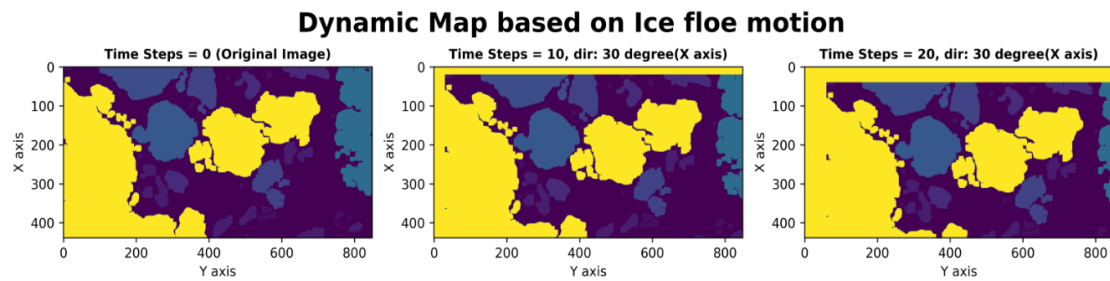 Dynamic Map based on Ice floe motion
Time Steps = 0 (Original Image)
Time Steps = 10, dir: 30 degree(X axis)
Time Steps = 20, dir: 30 degree(X axis)
0
100
200
300
400
X axis
0 200 400 600 800
Y axis
0
100
200
300
400
X axis
0 200 400 600 800
Y axis
0
100
200
300
400
X axis
0 200 400 600 800
Y axis